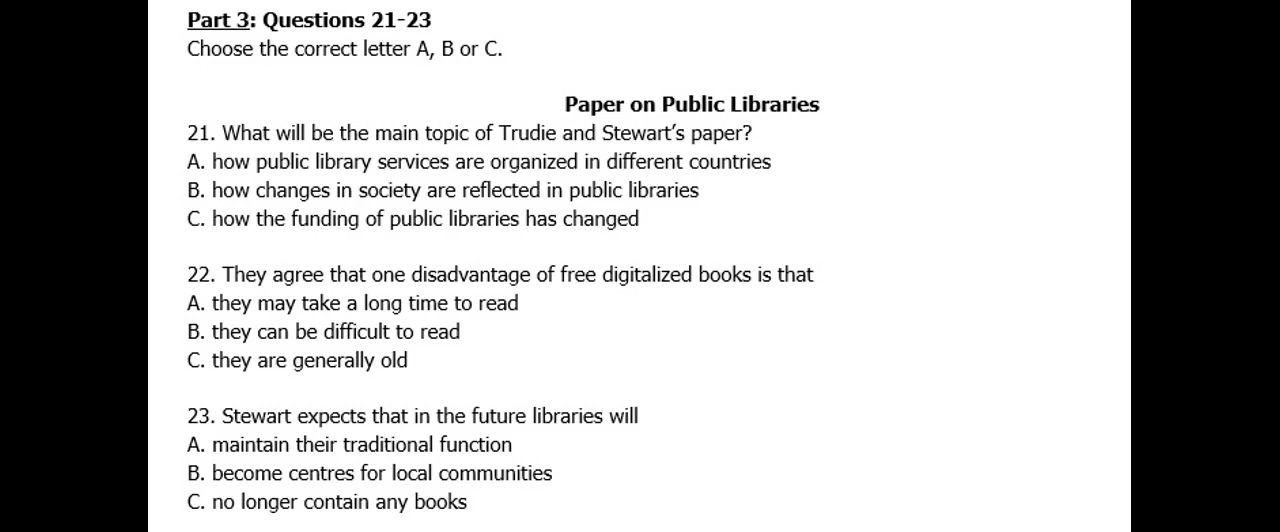 Part 3: Questions 21-23
Choose the correct letter A, B or C.
Paper on Public Libraries
21. What will be the main topic of Trudie and Stewart’s paper?
A. how public library services are organized in different countries
B. how changes in society are reflected in public libraries
C. how the funding of public libraries has changed
22. They agree that one disadvantage of free digitalized books is that
A. they may take a long time to read
B. they can be difficult to read
C. they are generally old
23. Stewart expects that in the future libraries will
A. maintain their traditional function
B. become centres for local communities
C. no longer contain any books